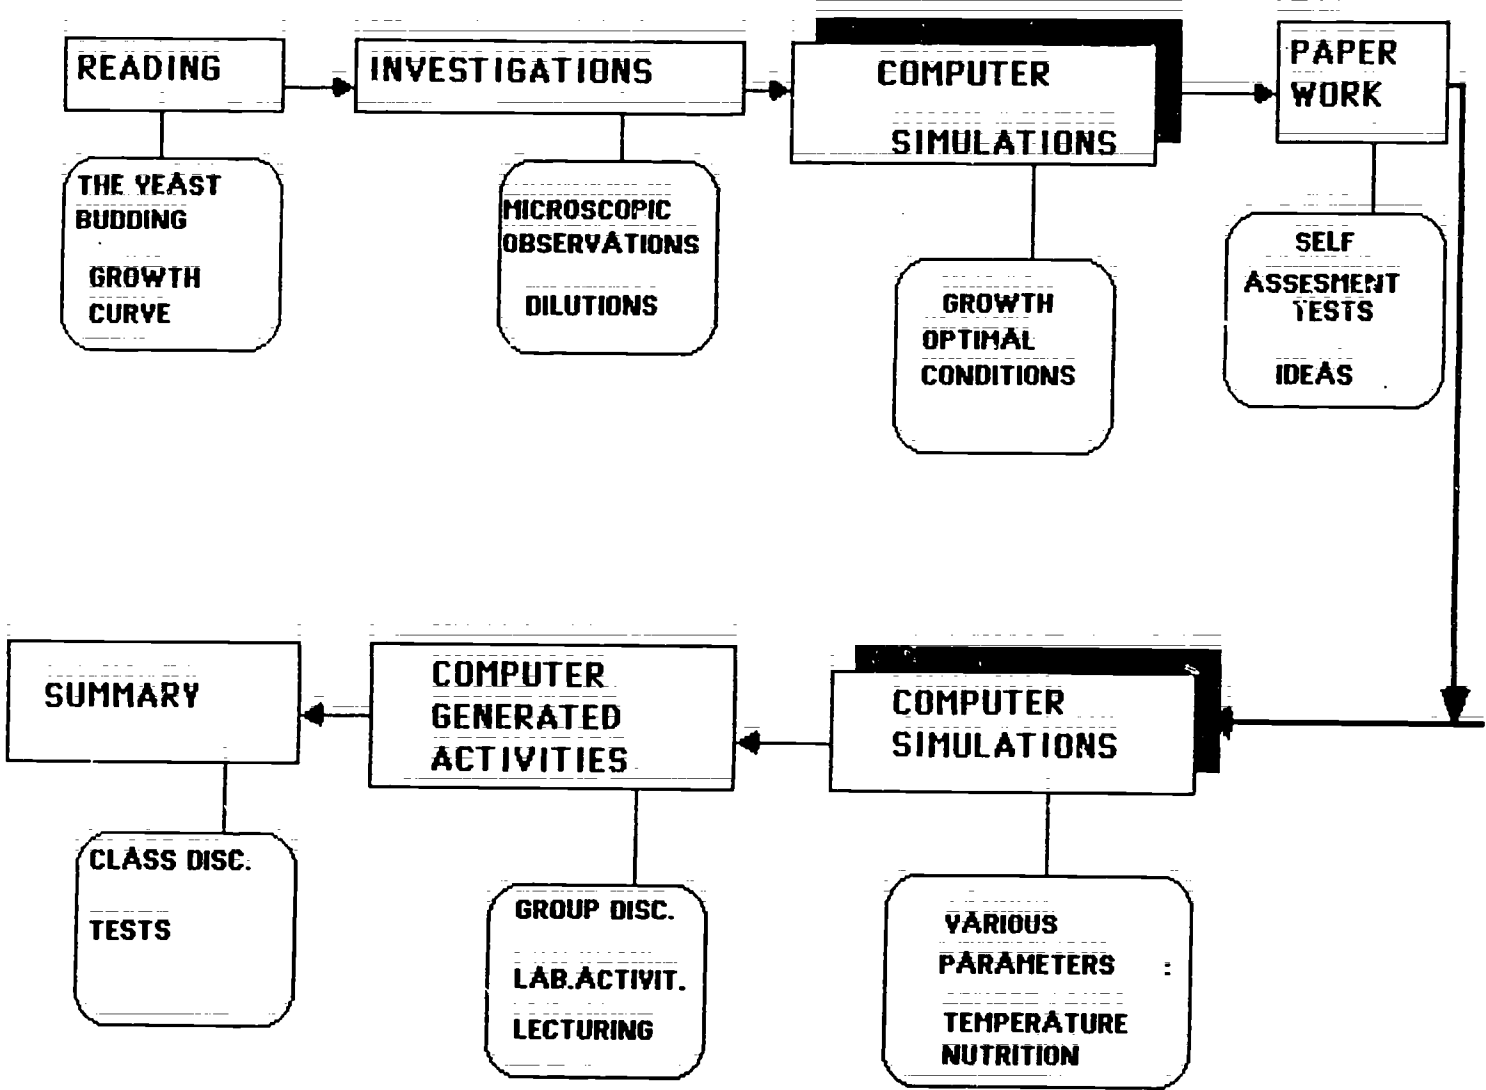 READING
THE YEAST
BUDDING
GROWTH
CURVE
INVESTIGATIONS
MICROSCOPIC
OBSERVATIONS
DILUTIONS
COMPUTER
SIMULATIONS
GROWTH
OPTIMAL
CONDITIONS
PAPER
WORK
SELF
ASSESMENT
TESTS
IDEAS
COMPUTER
SIMULATIONS
VARIOUS
PARAMETERS :
TEMPERATURE
NUTRITION
COMPUTER
GENERATED
ACTIVITIES
GROUP DISC.
LAB.ACTIVIT.
LECTURING
SUMMARY
CLASS DISC.
TESTS